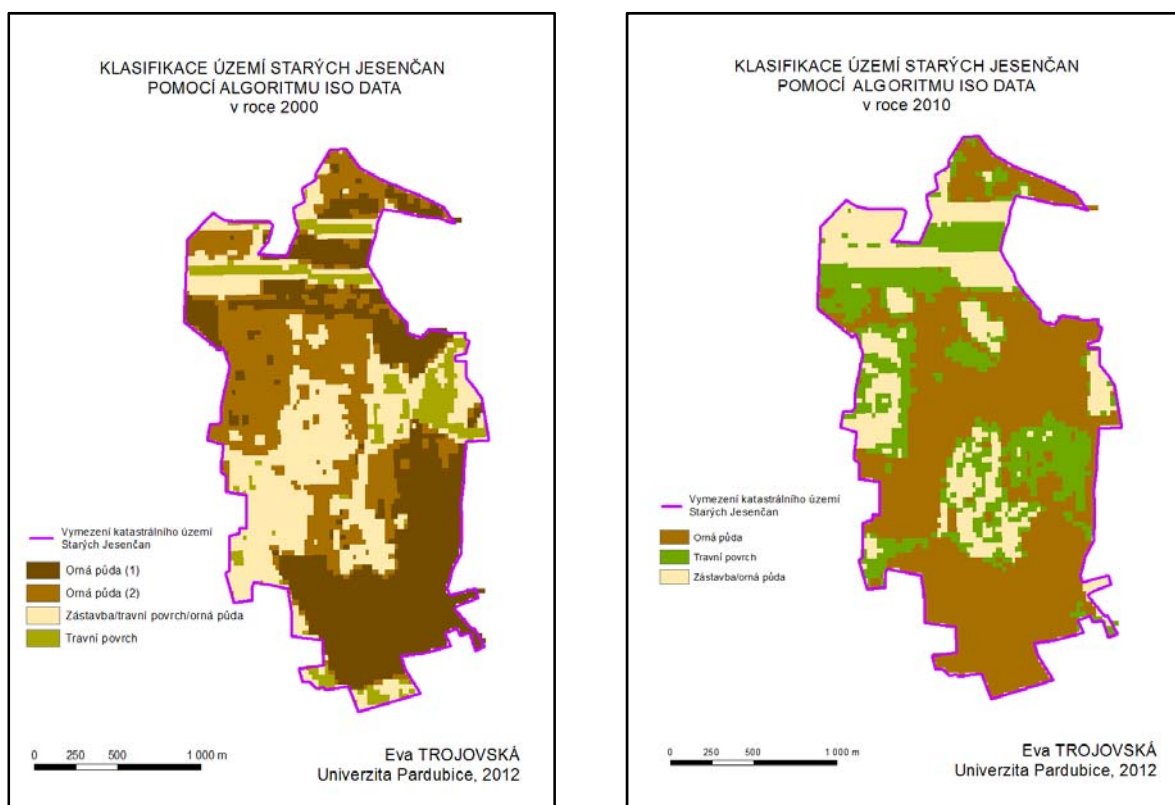 KLASIFIKACE ÚZEMÍ STARÝCH JESENČAN
POMOCÍ ALGORITMU ISO DATA
v roce 2000
Vymezení katastrálního území
Starých Jesenčan
Orná půda (1)
Orná půda (2)
Zástavba/travní povrch/orná půda
Travní povrch
0 250 500 1 000 m
Eva TROJOVSKÁ
Univerzita Pardubice, 2012
KLASIFIKACE ÚZEMÍ STARÝCH JESENČAN
POMOCÍ ALGORITMU ISO DATA
v roce 2010
Vymezení katastrálního území
Starých Jesenčan
Orná půda
Travní povrch
Zástavba/orná půda
0 250 500 1 000 m
Eva TROJOVSKÁ
Univerzita Pardubice, 2012